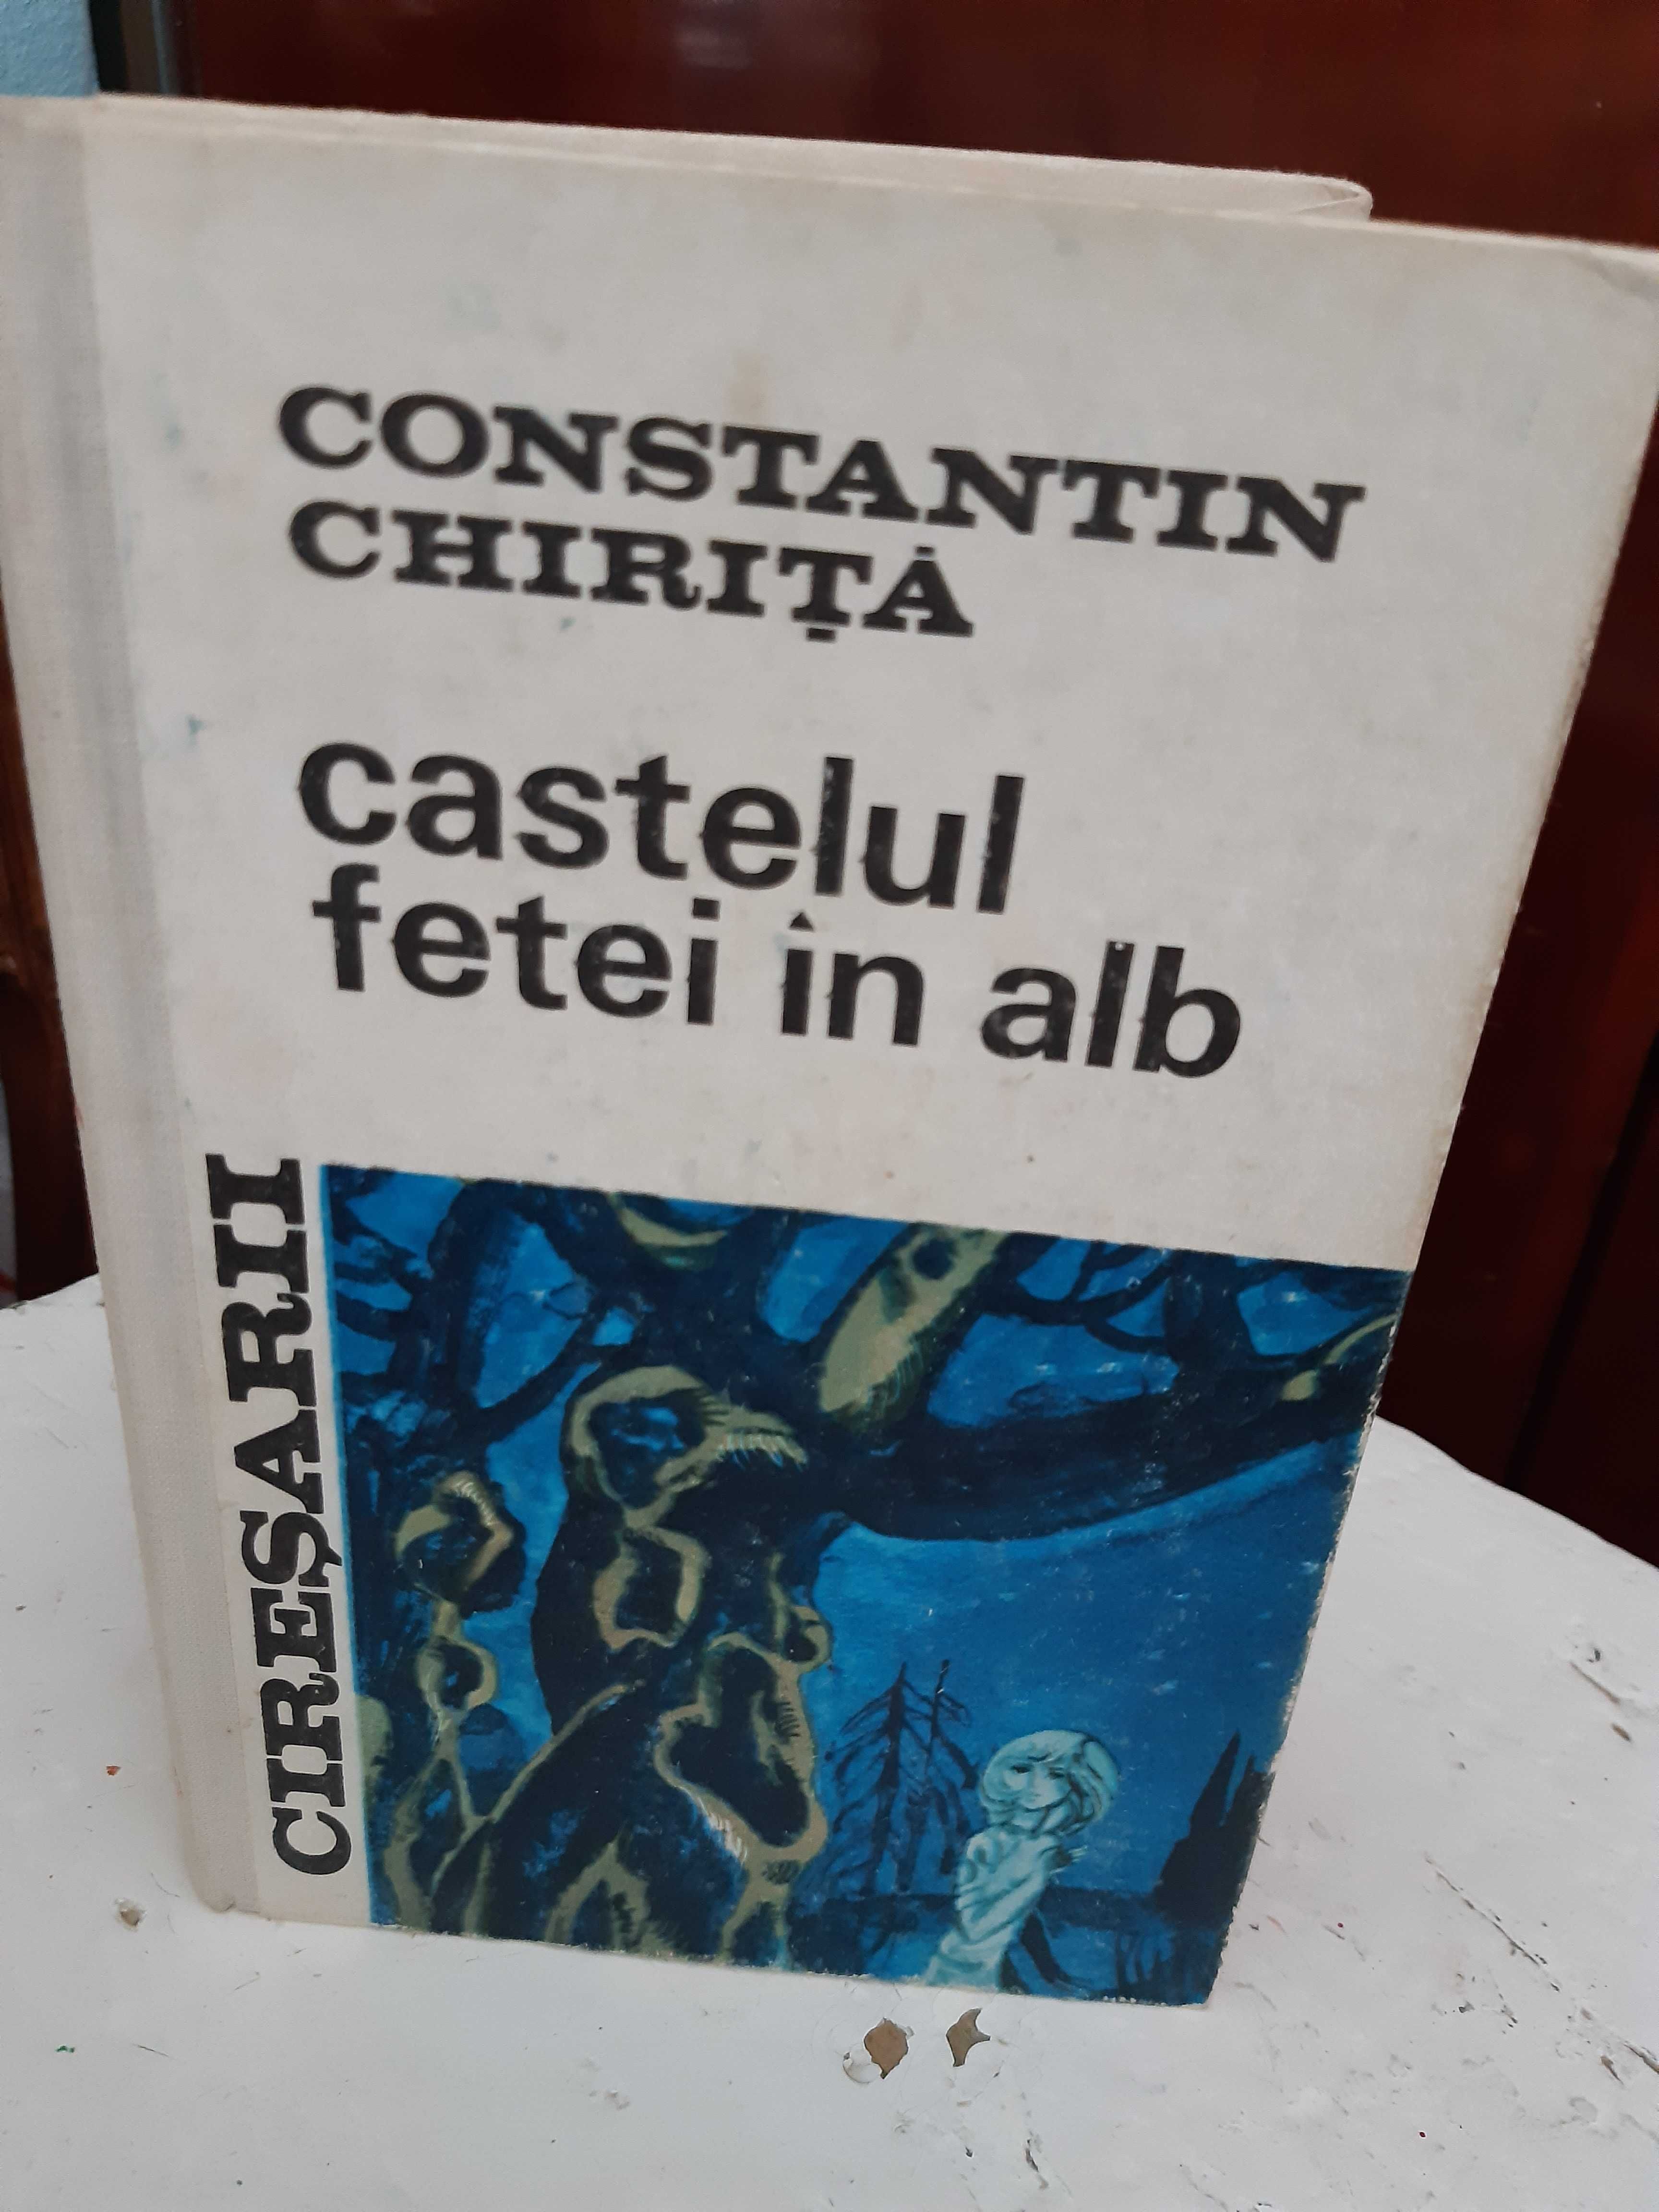 CONSTANTIN
CHIRIȚĂ
castelul
fetei în alb
CIREȘARII